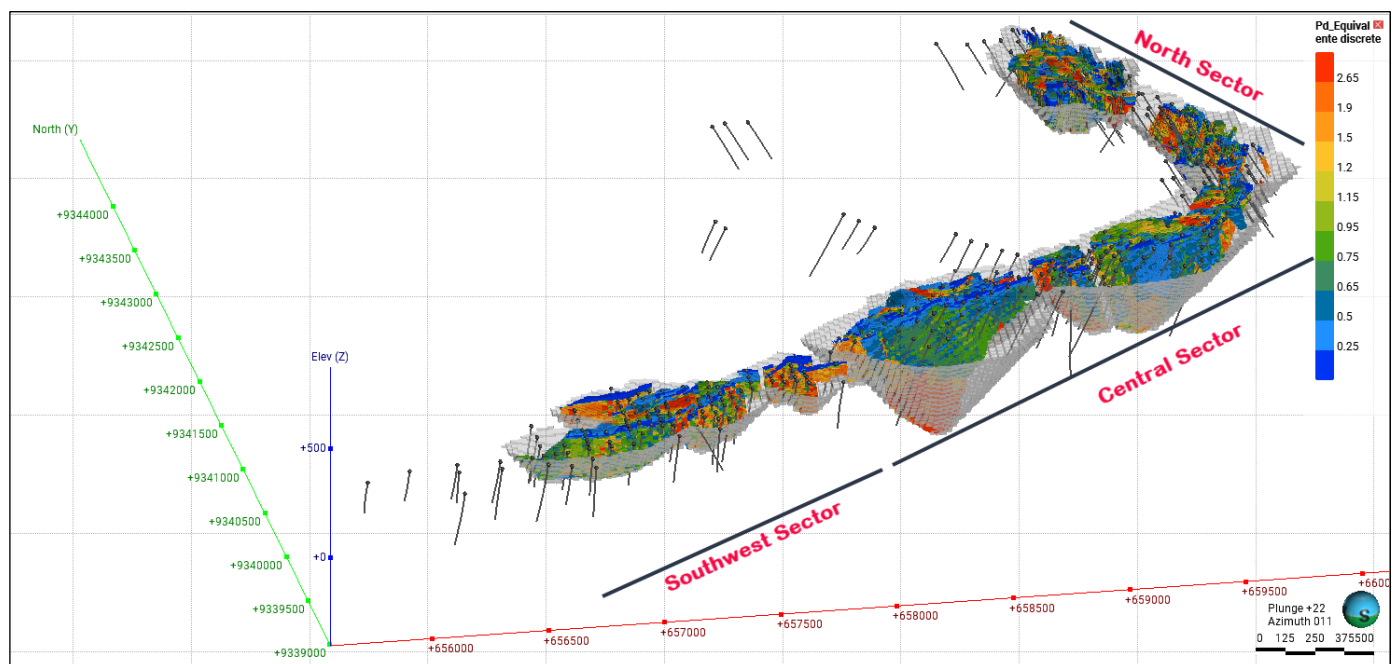 Pd_Equival
ente discrete
2.65
1.9
1.5
1.2
1.15
0.95
0.75
0.65
0.5
0.25
North Sector
Central Sector
Southwest Sector
North (Y)
+9344000
+9343500
+9343000
+9342500
+9342000
+9341500
+9341000
+9340500
+9340000
+9339500
+9339000
Elev (Z)
+500
+0
+656000
+656500
+657000
+657500
+658000
+658500
+659000
+659500
+6600
Plunge +22
Azimuth 011
S
0 125 250 375500